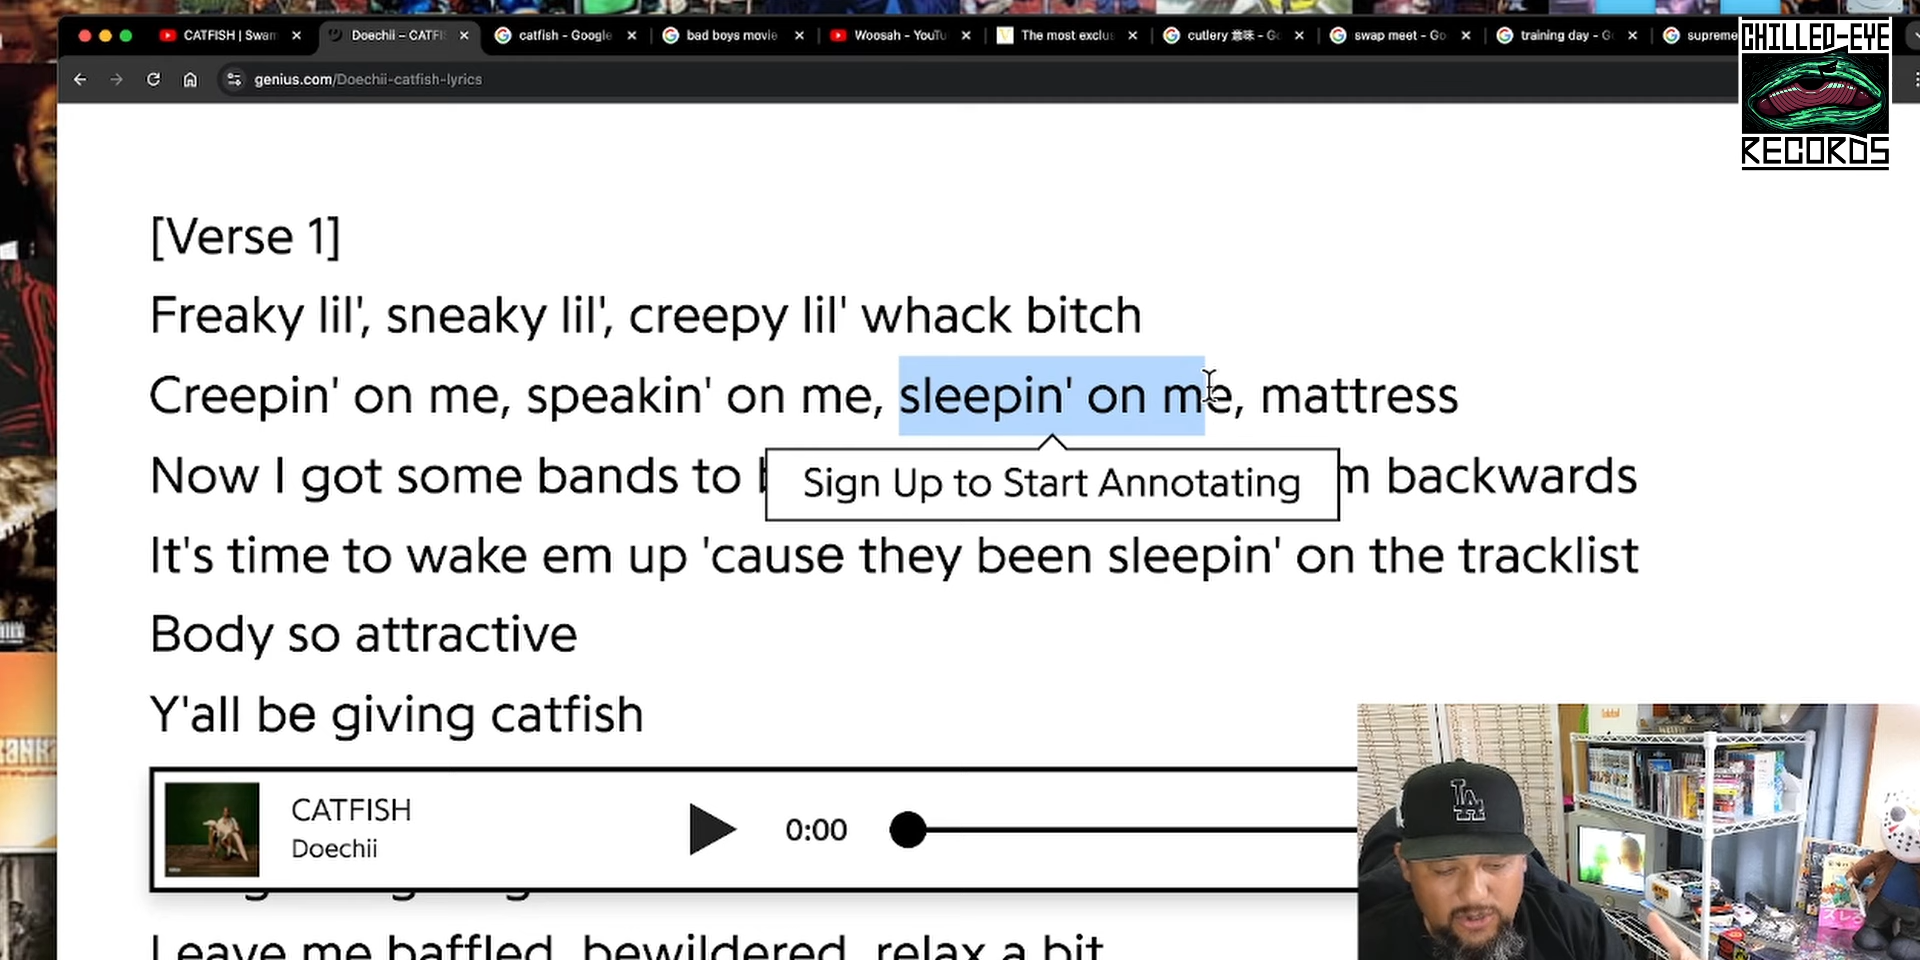 CATFISH | Swam
Doechii – CATFI
catfish - Google
bad boys movie
Woosah - YouTu
The most exclu
cutlery 意味 - G
swap meet - Go
training day - G
supreme
genius.com/Doechii-catfish-lyrics
CHILLED-EYE
RECORDS
[Verse 1]
Freaky lil', sneaky lil', creepy lil' whack bitch
Creepin' on me, speakin' on me, sleepin' on me, mattress
Now I got some bands to
m backwards
Sign Up to Start Annotating
It's time to wake em up 'cause they been sleepin' on the tracklist
Body so attractive
Y'all be giving catfish
CATFISH
Doechii
0:00
Leave me baffled, bewildered, relax a bit
LA